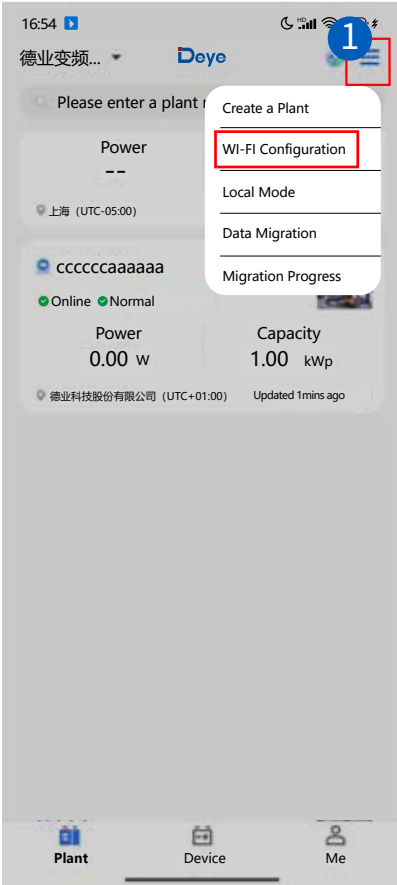 16:54
1
德业变频...
Deye
Please enter a plant
Create a Plant
WI-FI Configuration
Local Mode
Data Migration
Migration Progress
Power
--
上海（UTC-05:00）
ccccccaaaaaa
Online Normal
Power Capacity
0.00 W 1.00 kWp
德业科技股份有限公司（UTC+01:00） Updated 1mins ago
Plant Device Me